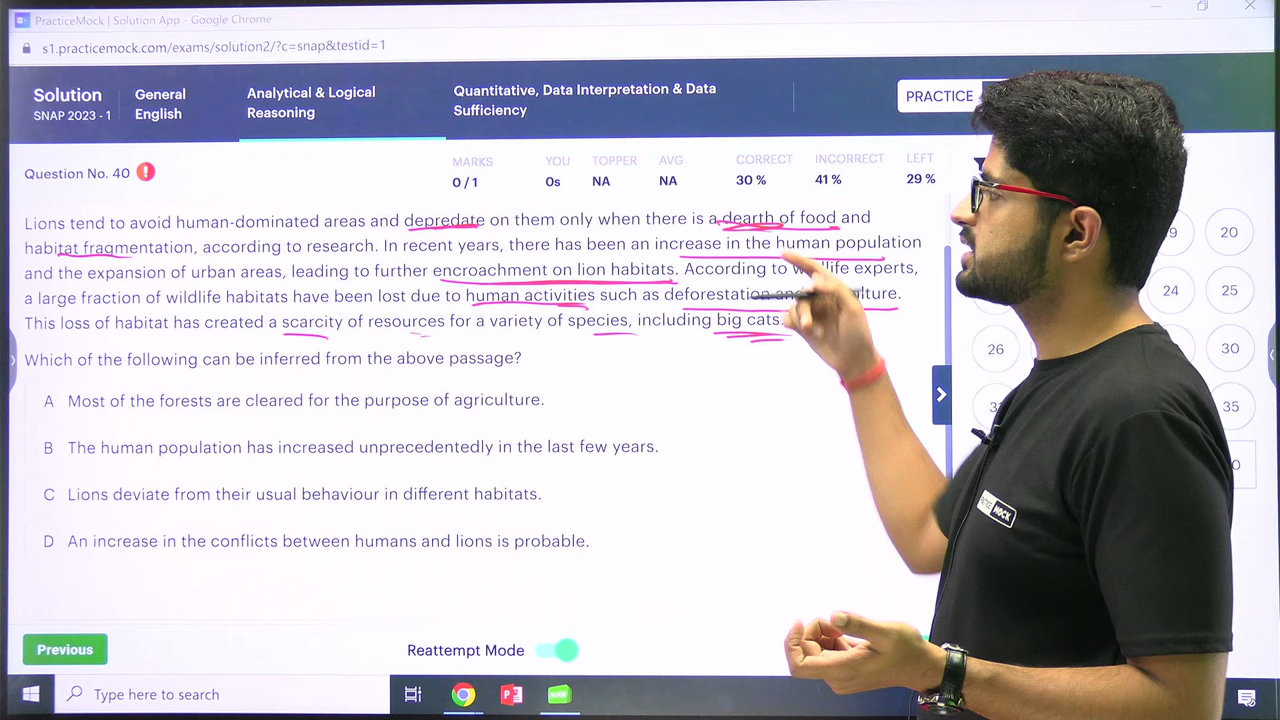 PracticeMock | Solution App - Google Chrome
s1.practicemock.com/exams/solution2/?c=snap&testid=1
Solution
SNAP 2023 - 1
General English
Analytical & Logical Reasoning
Quantitative, Data Interpretation & Data Sufficiency
PRACTICE
Question No. 40
MARKS
0 / 1
YOU
0s
TOPPER
NA
AVG
NA
CORRECT
30 %
INCORRECT
41 %
LEFT
29 %
Lions tend to avoid human-dominated areas and depredate on them only when there is a dearth of food and
habitat fragmentation, according to research. In recent years, there has been an increase in the human population
and the expansion of urban areas, leading to further encroachment on lion habitats. According to experts,
a large fraction of wildlife habitats have been lost due to human activities such as deforestation and
This loss of habitat has created a scarcity of resources for a variety of species, including big cats.
Which of the following can be inferred from the above passage?
A Most of the forests are cleared for the purpose of agriculture.
B The human population has increased unprecedentedly in the last few years.
C Lions deviate from their usual behaviour in different habitats.
D An increase in the conflicts between humans and lions is probable.
20
24
25
26
30
35
Previous
Reattempt Mode
Type here to search
PRACTICE MOCK